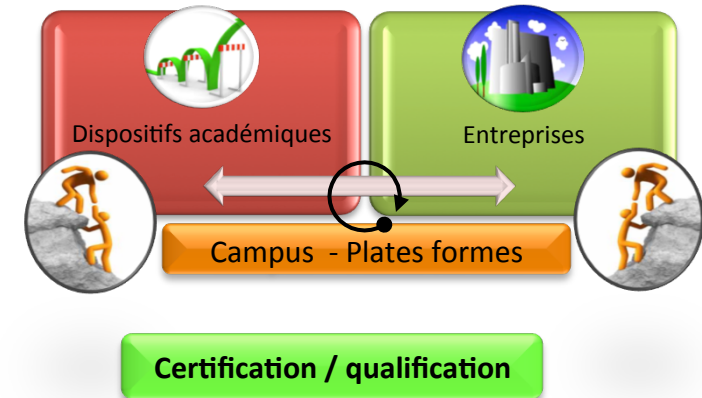 Dispositifs académiques
Entreprises
Campus - Plates formes
Certification / qualification